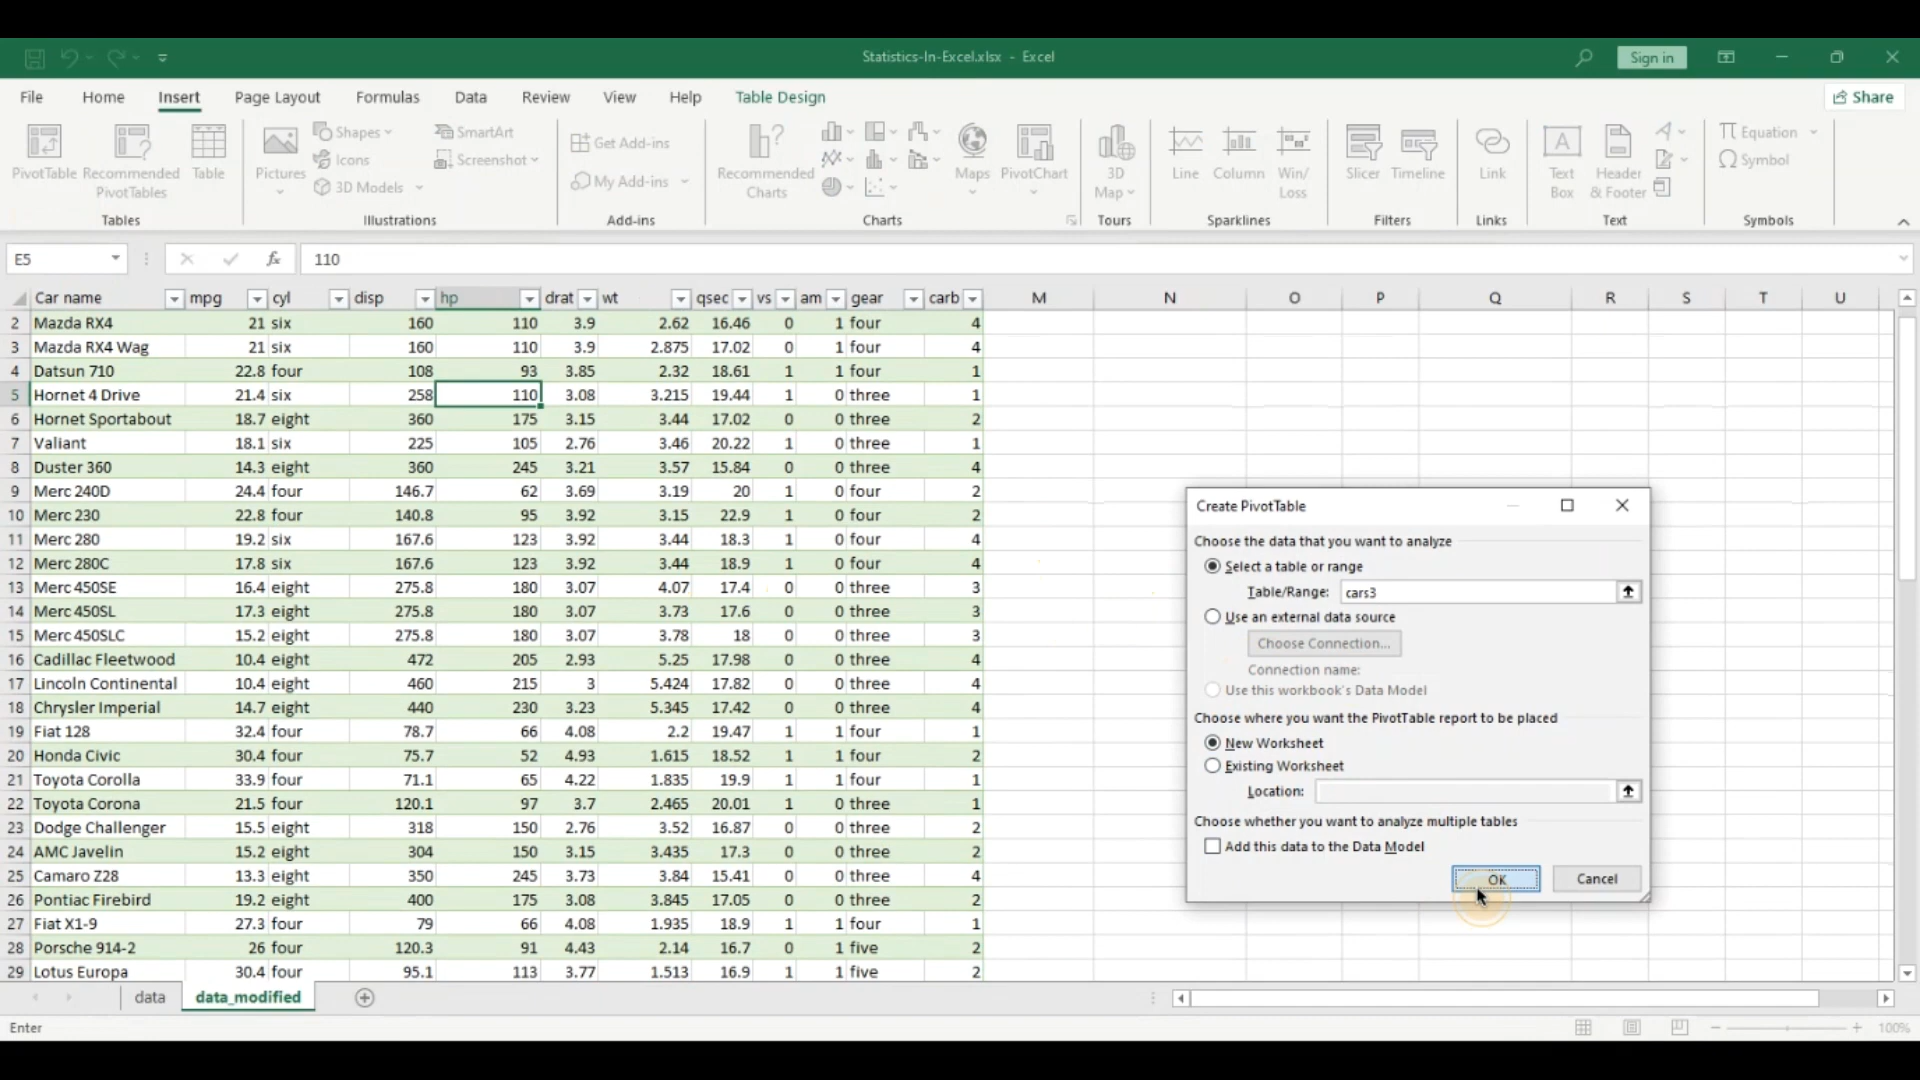 Statistics-In-Excel.xlsx - Excel
Sign in
File Home Insert Page Layout Formulas Data Review View Help Table Design Share
PivotTable Recommended PivotTables Table
Tables
Pictures Shapes Icons 3D Models SmartArt Screenshot
Illustrations
Get Add-ins
My Add-ins
Add-ins
Recommended Charts Maps PivotChart
Charts
3D Map
Tours
Line Column Win/Loss
Sparklines
Slicer Timeline
Filters
Link
Links
Text Box Header & Footer
Text
Equation
Symbol
Symbols
E5 fx 110
Car name mpg cyl disp hp drat wt qsec vs am gear carb M N O P Q R S T U
2 Mazda RX4 21 six 160 110 3.9 2.62 16.46 0 1 four 4
3 Mazda RX4 Wag 21 six 160 110 3.9 2.875 17.02 0 1 four 4
4 Datsun 710 22.8 four 108 93 3.85 2.32 18.61 1 1 four 1
5 Hornet 4 Drive 21.4 six 258 110 3.08 3.215 19.44 1 0 three 1
6 Hornet Sportabout 18.7 eight 360 175 3.15 3.44 17.02 0 0 three 2
7 Valiant 18.1 six 225 105 2.76 3.46 20.22 1 0 three 1
8 Duster 360 14.3 eight 360 245 3.21 3.57 15.84 0 0 three 4
9 Merc 240D 24.4 four 146.7 62 3.69 3.19 20 1 0 four 2
10 Merc 230 22.8 four 140.8 95 3.92 3.15 22.9 1 0 four 2
11 Merc 280 19.2 six 167.6 123 3.92 3.44 18.3 1 0 four 4
12 Merc 280C 17.8 six 167.6 123 3.92 3.44 18.9 1 0 four 4
13 Merc 450SE 16.4 eight 275.8 180 3.07 4.07 17.4 0 0 three 3
14 Merc 450SL 17.3 eight 275.8 180 3.07 3.73 17.6 0 0 three 3
15 Merc 450SLC 15.2 eight 275.8 180 3.07 3.78 18 0 0 three 3
16 Cadillac Fleetwood 10.4 eight 472 205 2.93 5.25 17.98 0 0 three 4
17 Lincoln Continental 10.4 eight 460 215 3 5.424 17.82 0 0 three 4
18 Chrysler Imperial 14.7 eight 440 230 3.23 5.345 17.42 0 0 three 4
19 Fiat 128 32.4 four 78.7 66 4.08 2.2 19.47 1 1 four 1
20 Honda Civic 30.4 four 75.7 52 4.93 1.615 18.52 1 1 four 2
21 Toyota Corolla 33.9 four 71.1 65 4.22 1.835 19.9 1 1 four 1
22 Toyota Corona 21.5 four 120.1 97 3.7 2.465 20.01 1 0 three 1
23 Dodge Challenger 15.5 eight 318 150 2.76 3.52 16.87 0 0 three 2
24 AMC Javelin 15.2 eight 304 150 3.15 3.435 17.3 0 0 three 2
25 Camaro Z28 13.3 eight 350 245 3.73 3.84 15.41 0 0 three 4
26 Pontiac Firebird 19.2 eight 400 175 3.08 3.845 17.05 0 0 three 2
27 Fiat X1-9 27.3 four 79 66 4.08 1.935 18.9 1 1 four 1
28 Porsche 914-2 26 four 120.3 91 4.43 2.14 16.7 0 1 five 2
29 Lotus Europa 30.4 four 95.1 113 3.77 1.513 16.9 1 1 five 2
Create PivotTable
Choose the data that you want to analyze
Select a table or range
Table/Range: cars3
Use an external data source
Choose Connection...
Connection name:
Use this workbook's Data Model
Choose where you want the PivotTable report to be placed
New Worksheet
Existing Worksheet
Location:
Choose whether you want to analyze multiple tables
Add this data to the Data Model
OK Cancel
data data_modified
Enter 100%